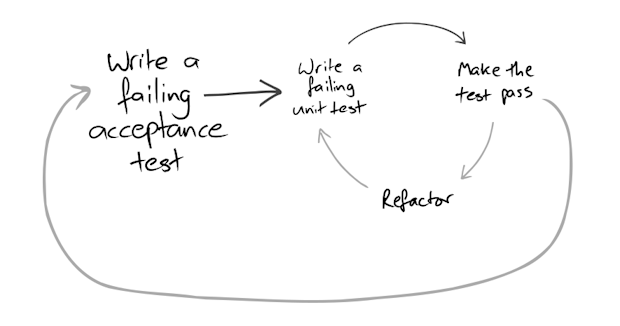 Write a
failing
acceptance
test
Write a
failing
unit test
Make the
test pass
Refactor